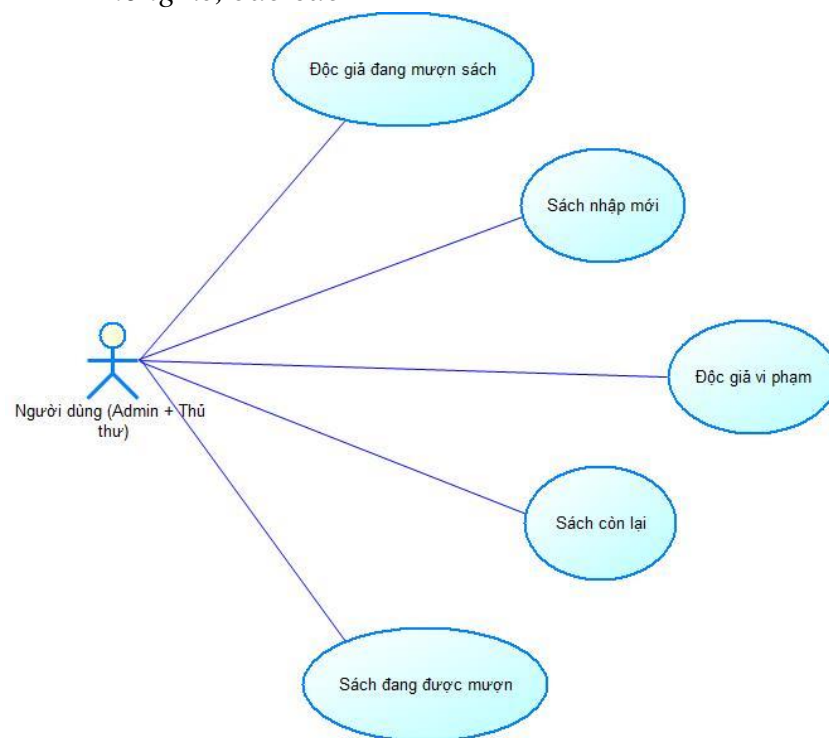 Độc giả đang mượn sách
Sách nhập mới
Độc giả vi phạm
Người dùng (Admin + Thủ
thư)
Sách còn lại
Sách đang được mượn